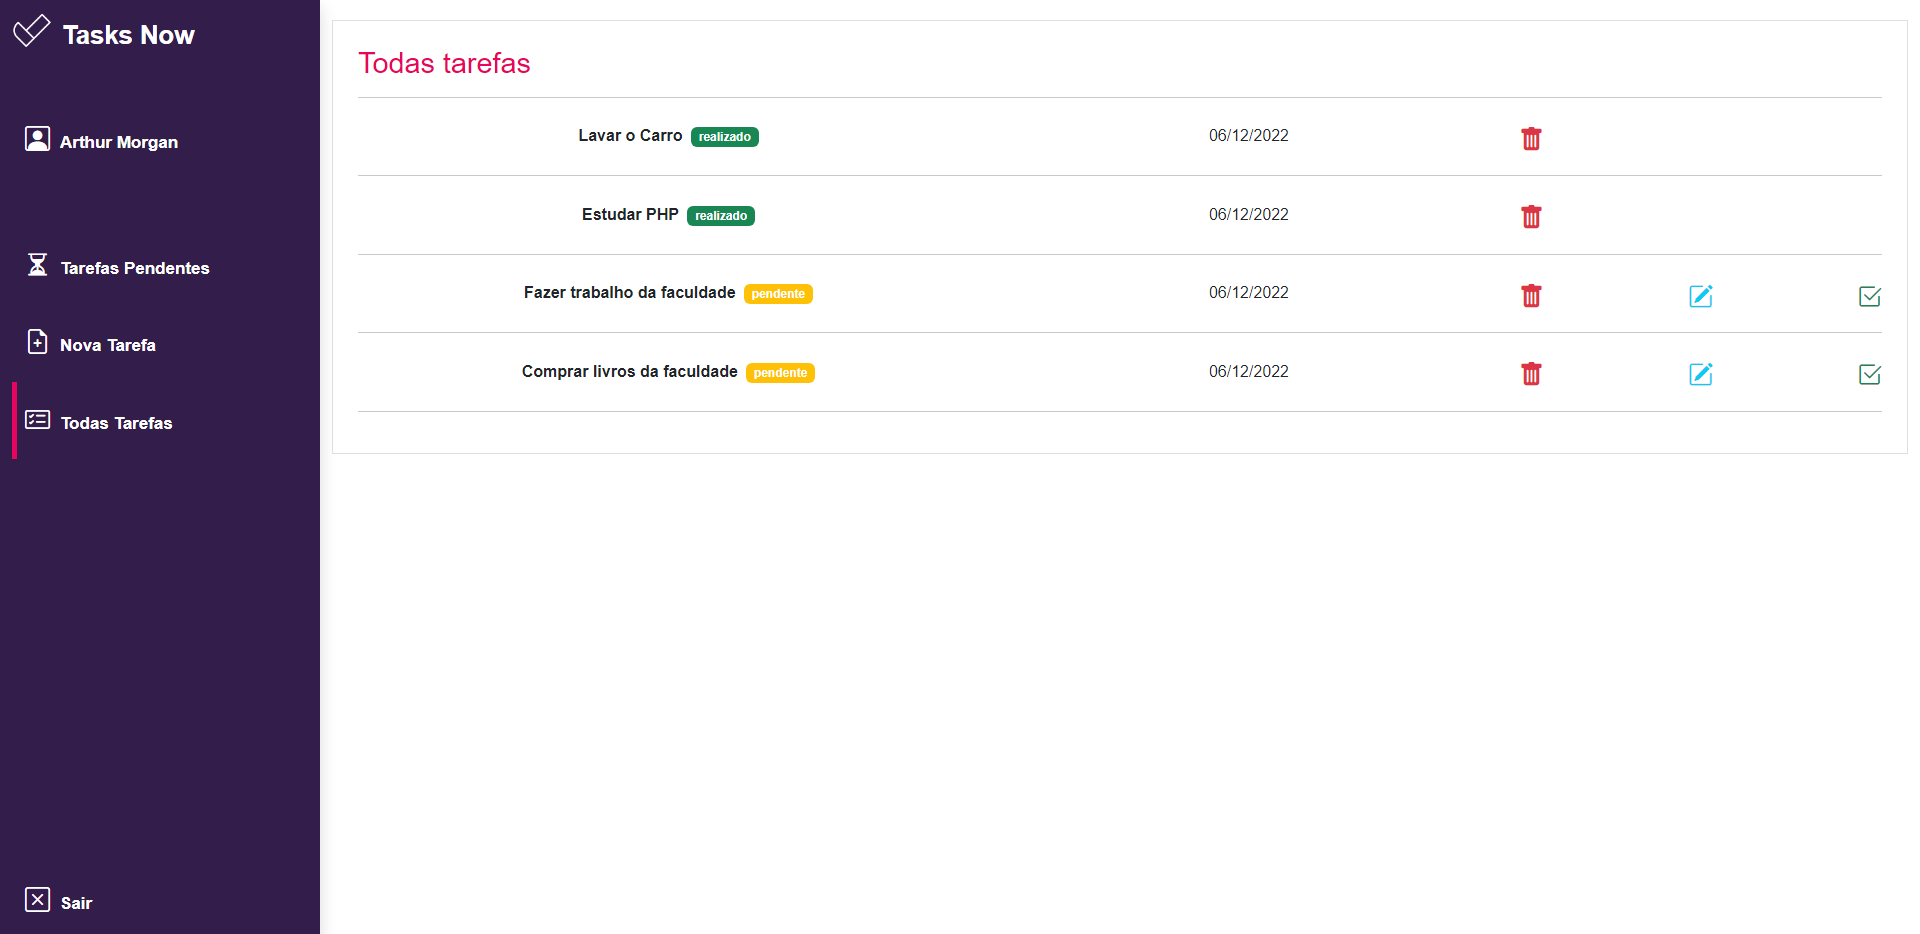 Tasks Now
Arthur Morgan
Tarefas Pendentes
Nova Tarefa
Todas Tarefas
Sair
Todas tarefas
Lavar o Carro realizado 06/12/2022
Estudar PHP realizado 06/12/2022
Fazer trabalho da faculdade pendente 06/12/2022
Comprar livros da faculdade pendente 06/12/2022